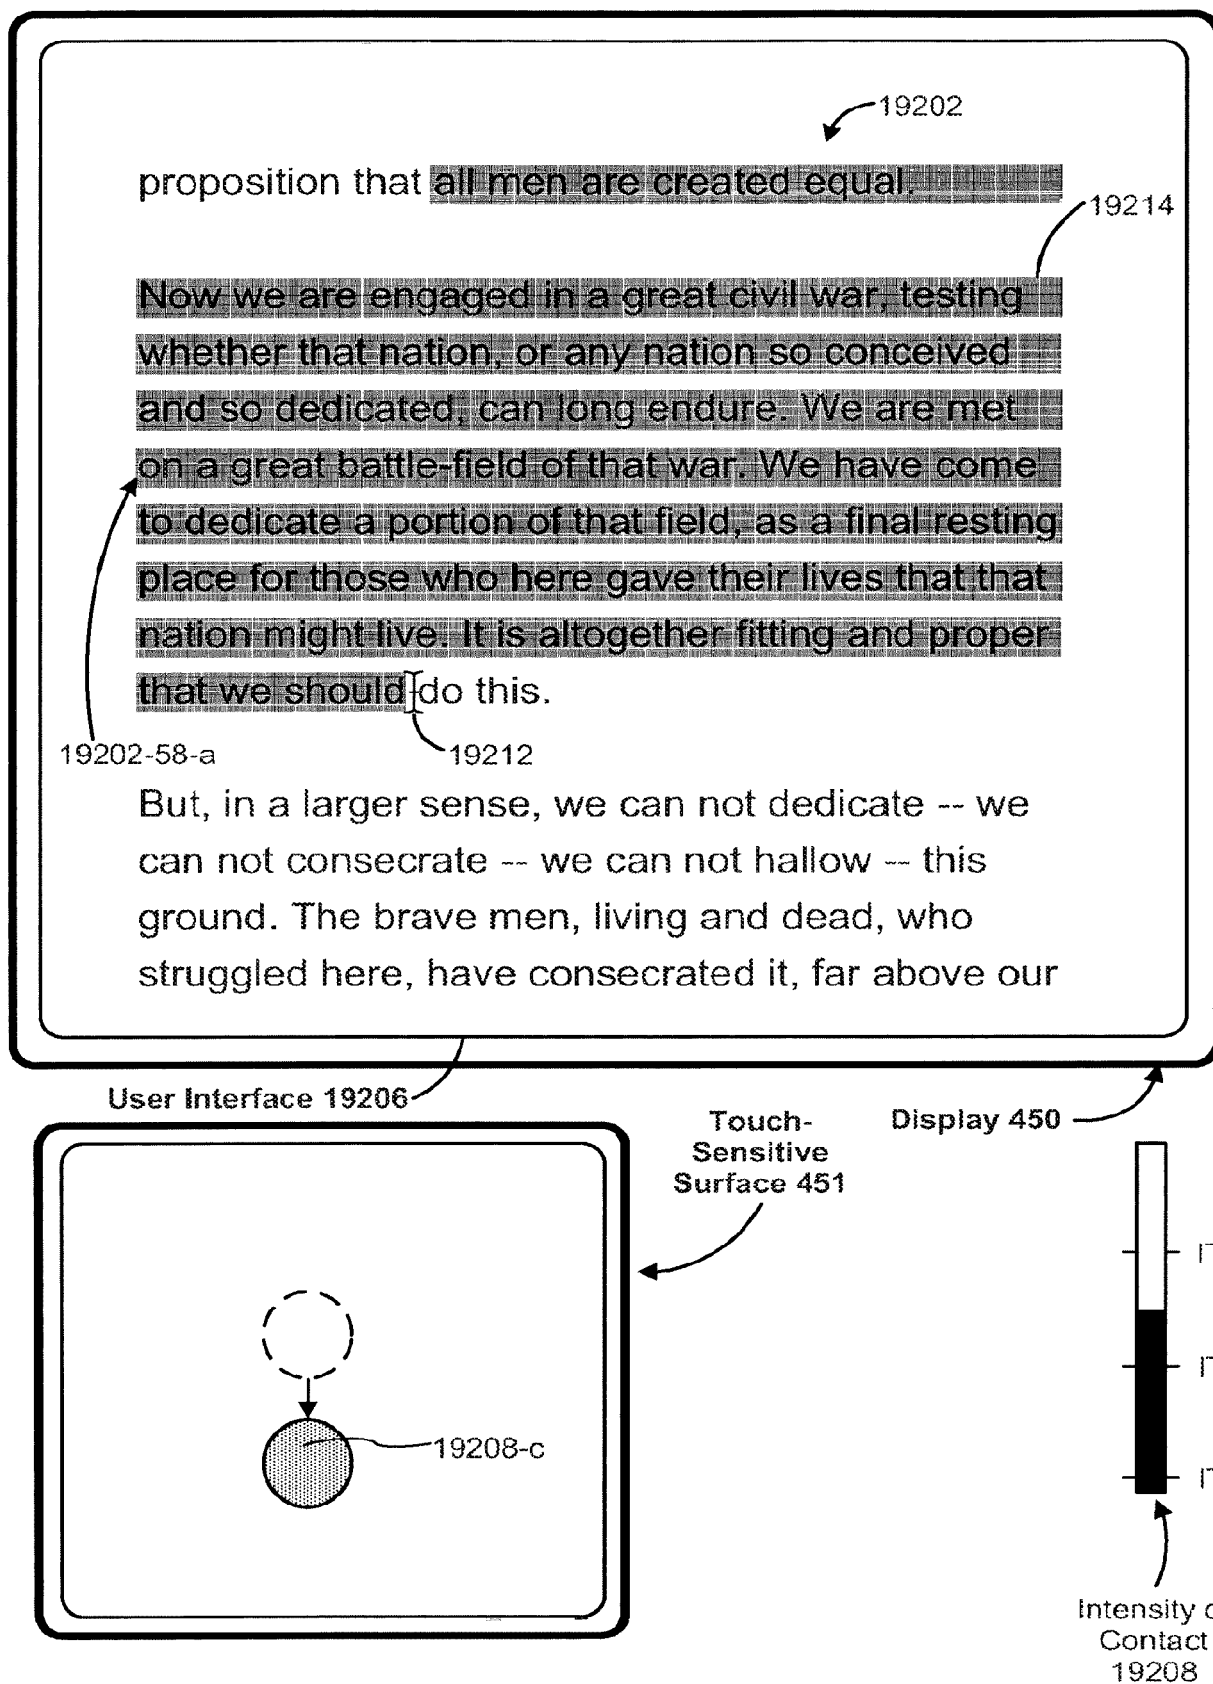 19202
proposition that all men are created equal.
19214
Now we are engaged in a great civil war, testing
whether that nation, or any nation so conceived
and so dedicated, can long endure. We are met
on a great battle-field of that war. We have come
to dedicate a portion of that field, as a final resting
place for those who here gave their lives that that
nation might live. It is altogether fitting and proper
that we should do this.
19202-58-a
19212
But, in a larger sense, we can not dedicate -- we
can not consecrate -- we can not hallow -- this
ground. The brave men, living and dead, who
struggled here, have consecrated it, far above our
User Interface 19206
Display 450
Touch-
Sensitive
Surface 451
19208-c
Intensity
Contact
19208